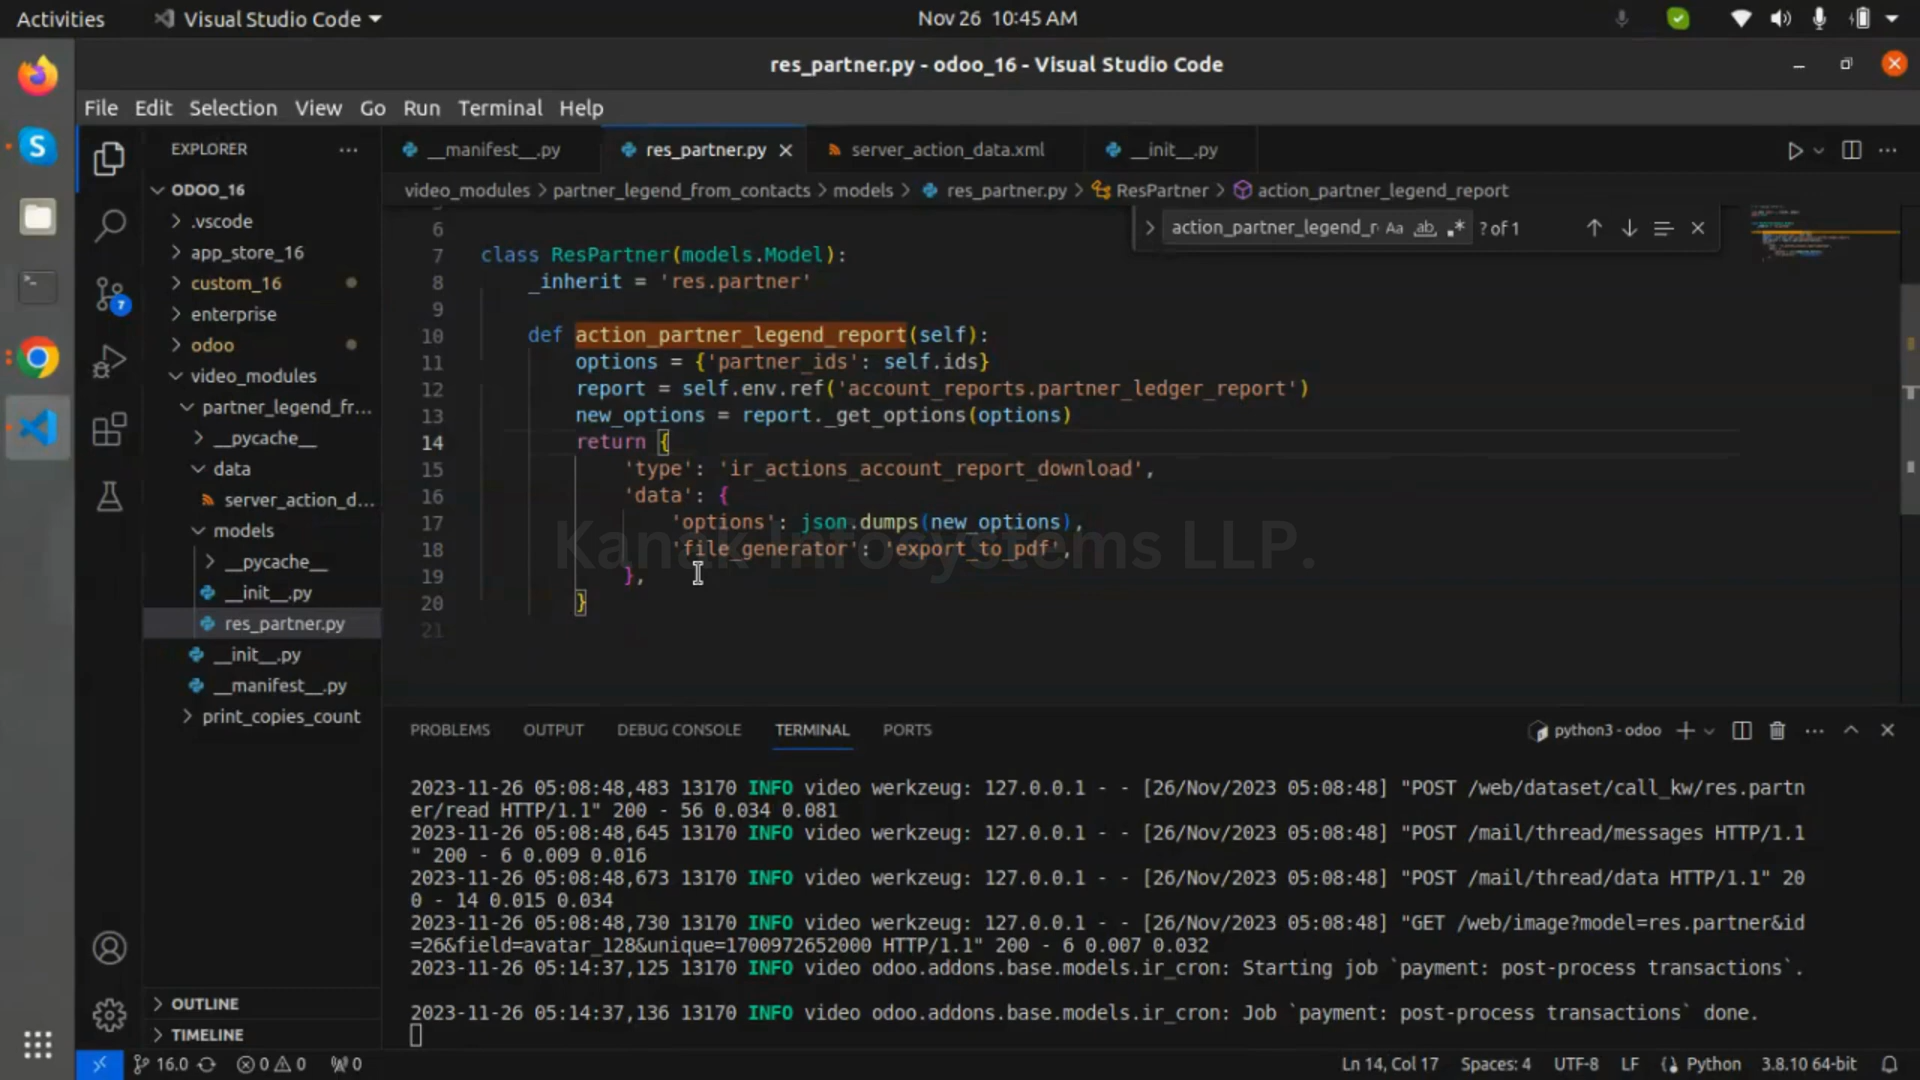 Activities
Visual Studio Code
Nov 26 10:45 AM
res_partner.py - odoo_16 - Visual Studio Code
File Edit Selection View Go Run Terminal Help
EXPLORER
ODOO_16
.vscode
app_store_16
custom_16
enterprise
odoo
video_modules
partner_legend_fr...
__pycache__
data
server_action_d...
models
__pycache__
__init__.py
res_partner.py
__init__.py
__manifest__.py
print_copies_count
OUTLINE
TIMELINE
7
__manifest__.py
res_partner.py
server_action_data.xml
__init__.py
video_modules > partner_legend_from_contacts > models > res_partner.py > ResPartner > action_partner_legend_report
action_partner_legend_r Aa ab .* ? of 1
6
7 class ResPartner(models.Model):
8 _inherit = 'res.partner'
9
10 def action_partner_legend_report(self):
11 options = {'partner_ids': self.ids}
12 report = self.env.ref('account_reports.partner_ledger_report')
13 new_options = report._get_options(options)
14 return {
15 'type': 'ir_actions_account_report_download',
16 'data': {
17 'options': json.dumps(new_options),
18 'file_generator': 'export_to_pdf',
19 },
20 }
21
Kanak Infosystems LLP.
PROBLEMS OUTPUT DEBUG CONSOLE TERMINAL PORTS
python3 - odoo
2023-11-26 05:08:48,483 13170 INFO video werkzeug: 127.0.0.1 - - [26/Nov/2023 05:08:48] "POST /web/dataset/call_kw/res.partn
er/read HTTP/1.1" 200 - 56 0.034 0.081
2023-11-26 05:08:48,645 13170 INFO video werkzeug: 127.0.0.1 - - [26/Nov/2023 05:08:48] "POST /mail/thread/messages HTTP/1.1
" 200 - 6 0.009 0.016
2023-11-26 05:08:48,673 13170 INFO video werkzeug: 127.0.0.1 - - [26/Nov/2023 05:08:48] "POST /mail/thread/data HTTP/1.1" 20
0 - 14 0.015 0.034
2023-11-26 05:08:48,730 13170 INFO video werkzeug: 127.0.0.1 - - [26/Nov/2023 05:08:48] "GET /web/image?model=res.partner&id
=26&field=avatar_128&unique=1700972652000 HTTP/1.1" 200 - 6 0.007 0.032
2023-11-26 05:14:37,125 13170 INFO video odoo.addons.base.models.ir_cron: Starting job `payment: post-process transactions`.
2023-11-26 05:14:37,136 13170 INFO video odoo.addons.base.models.ir_cron: Job `payment: post-process transactions` done.
16.0 0 0 0
Ln 14, Col 17 Spaces: 4 UTF-8 LF Python 3.8.10 64-bit